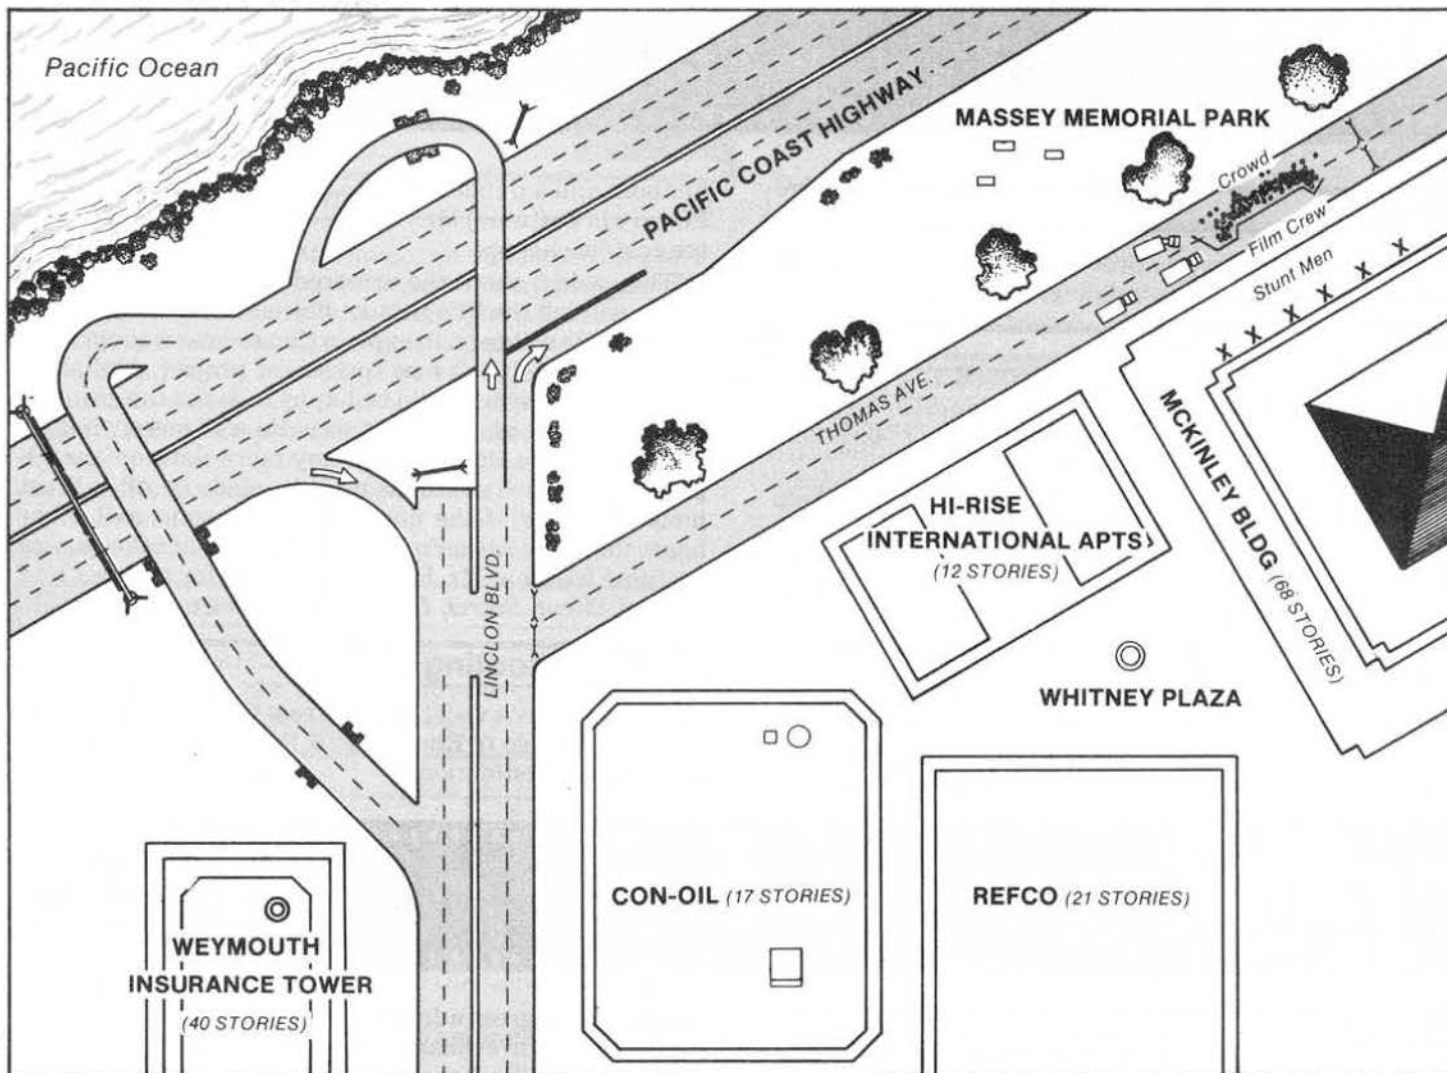 Pacific Ocean
PACIFIC COAST HIGHWAY
MASSEY MEMORIAL PARK
Crowd
Film Crew
Stunt Men
THOMAS AVE.
MCKINLEY BLDG (68 STORIES)
HI-RISE
INTERNATIONAL APTS
(12 STORIES)
LINCLON BLVD.
WHITNEY PLAZA
CON-OIL (17 STORIES)
REFCO (21 STORIES)
WEYMOUTH
INSURANCE TOWER
(40 STORIES)